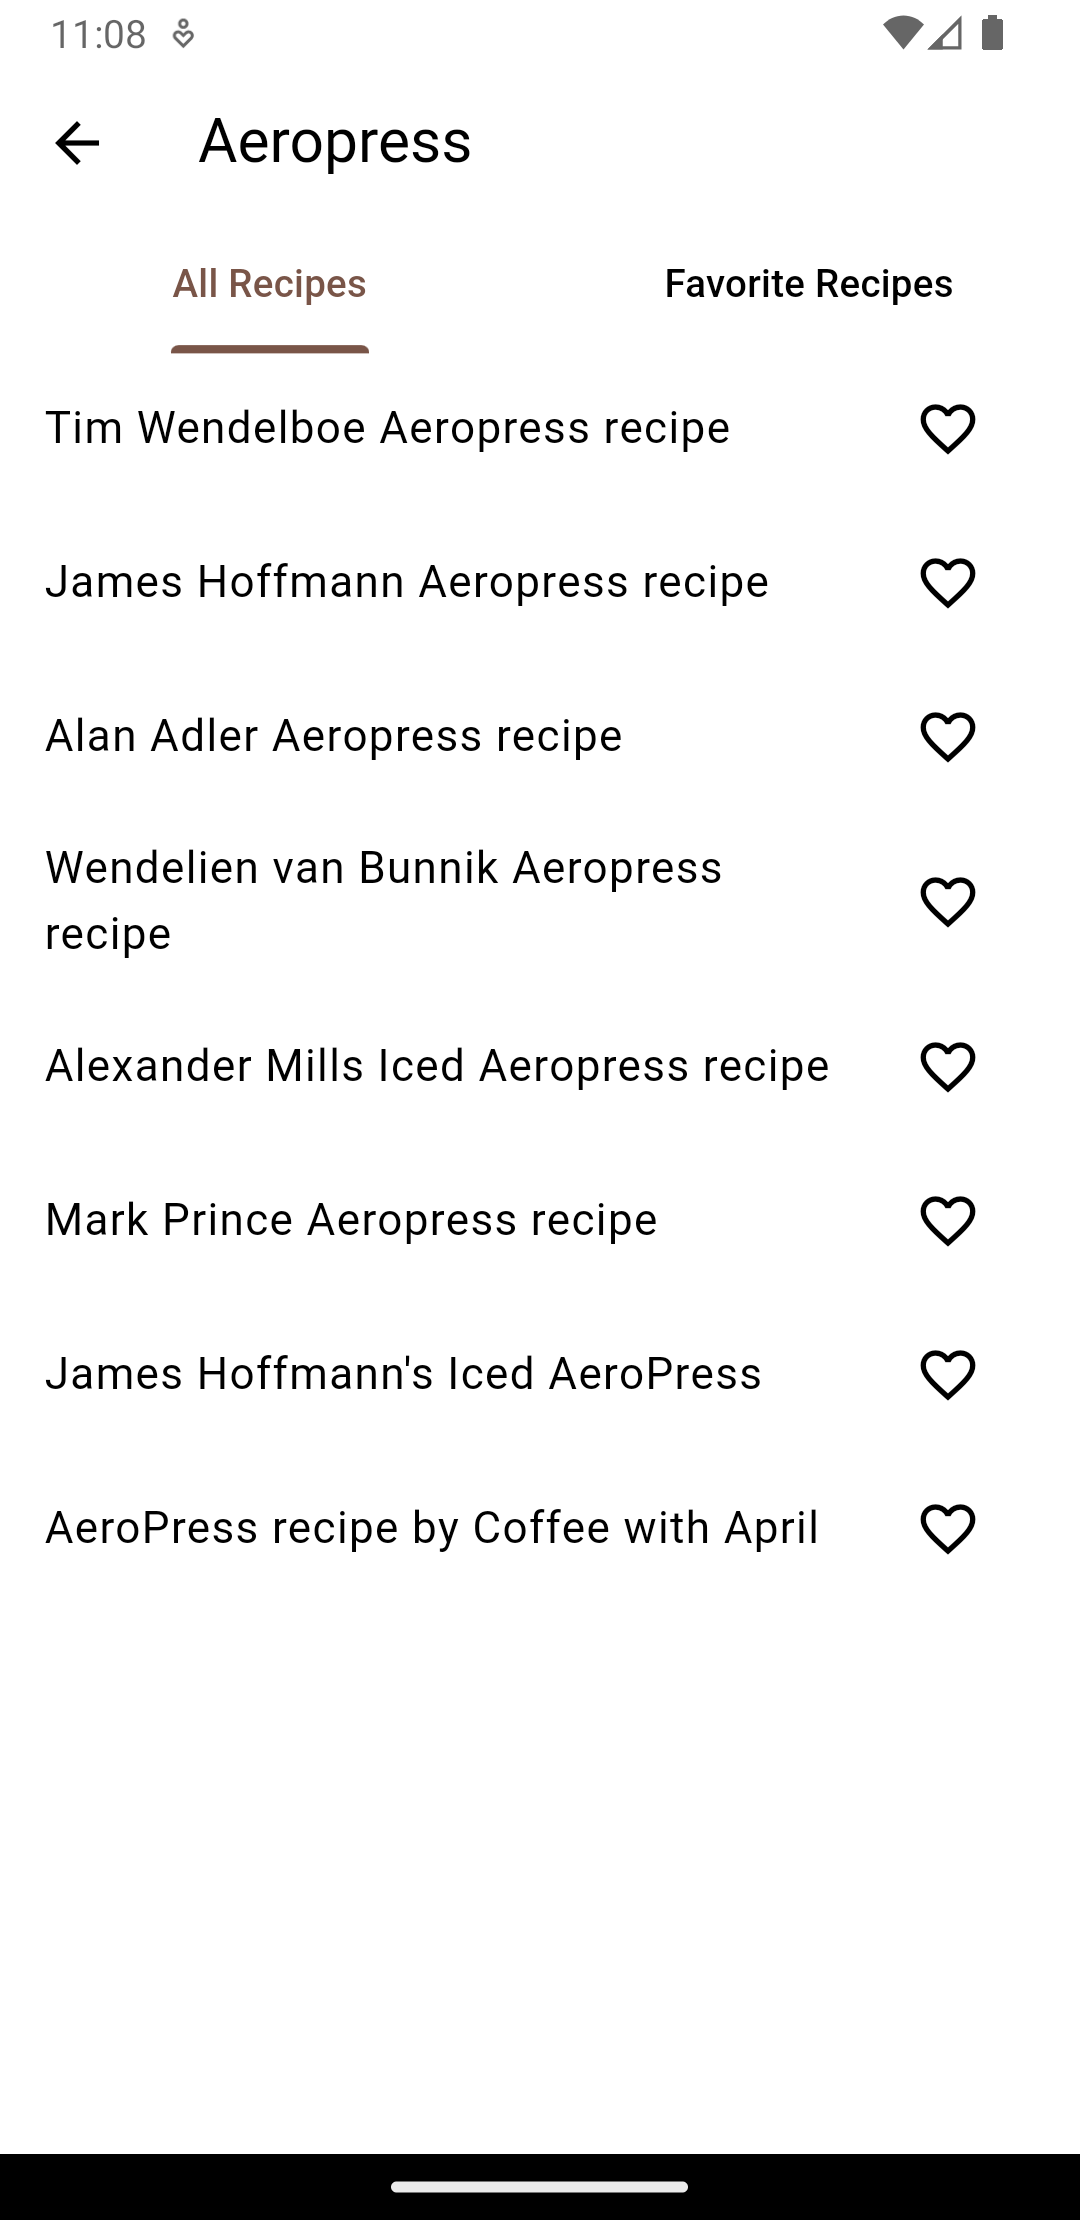 11:08
Aeropress
All Recipes
Favorite Recipes
Tim Wendelboe Aeropress recipe
James Hoffmann Aeropress recipe
Alan Adler Aeropress recipe
Wendelien van Bunnik Aeropress
recipe
Alexander Mills Iced Aeropress recipe
Mark Prince Aeropress recipe
James Hoffmann's Iced AeroPress
AeroPress recipe by Coffee with April